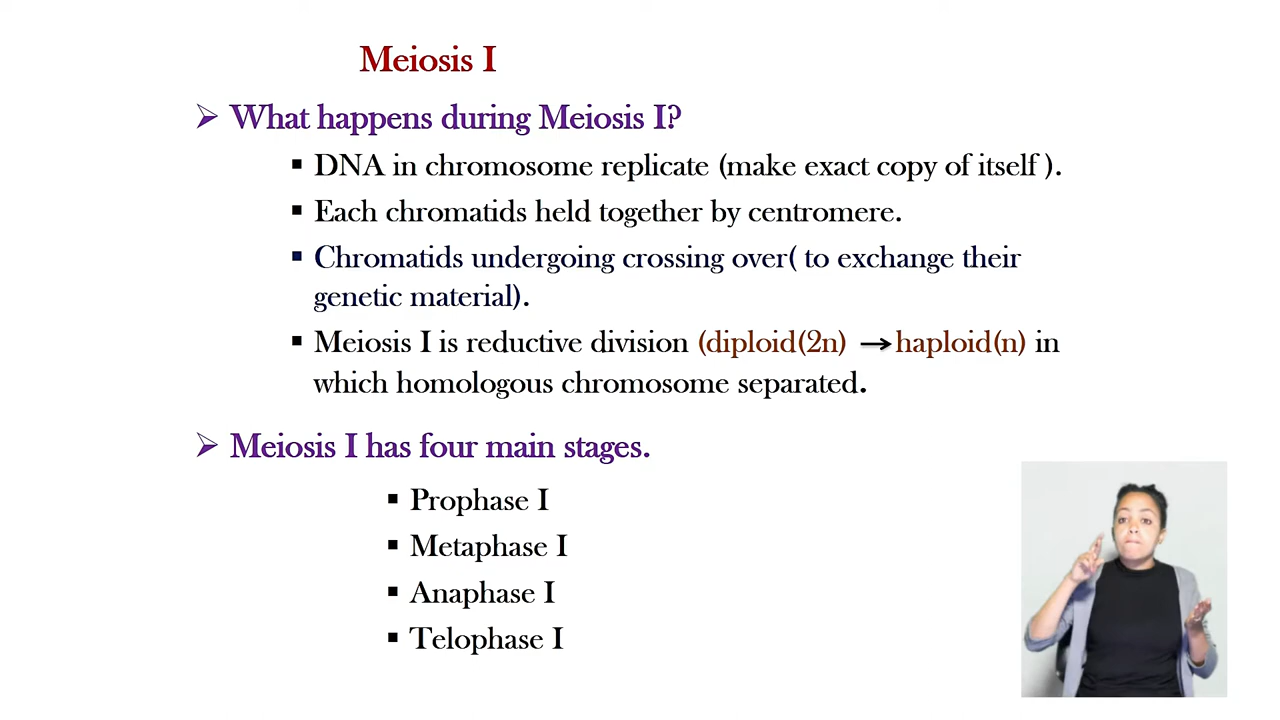 Meiosis I
➢ What happens during Meiosis I?
▪ DNA in chromosome replicate (make exact copy of itself ).
▪ Each chromatids held together by centromere.
▪ Chromatids undergoing crossing over( to exchange their
genetic material).
▪ Meiosis I is reductive division (diploid(2n) → haploid(n) in
which homologous chromosome separated.
➢ Meiosis I has four main stages.
▪ Prophase I
▪ Metaphase I
▪ Anaphase I
▪ Telophase I